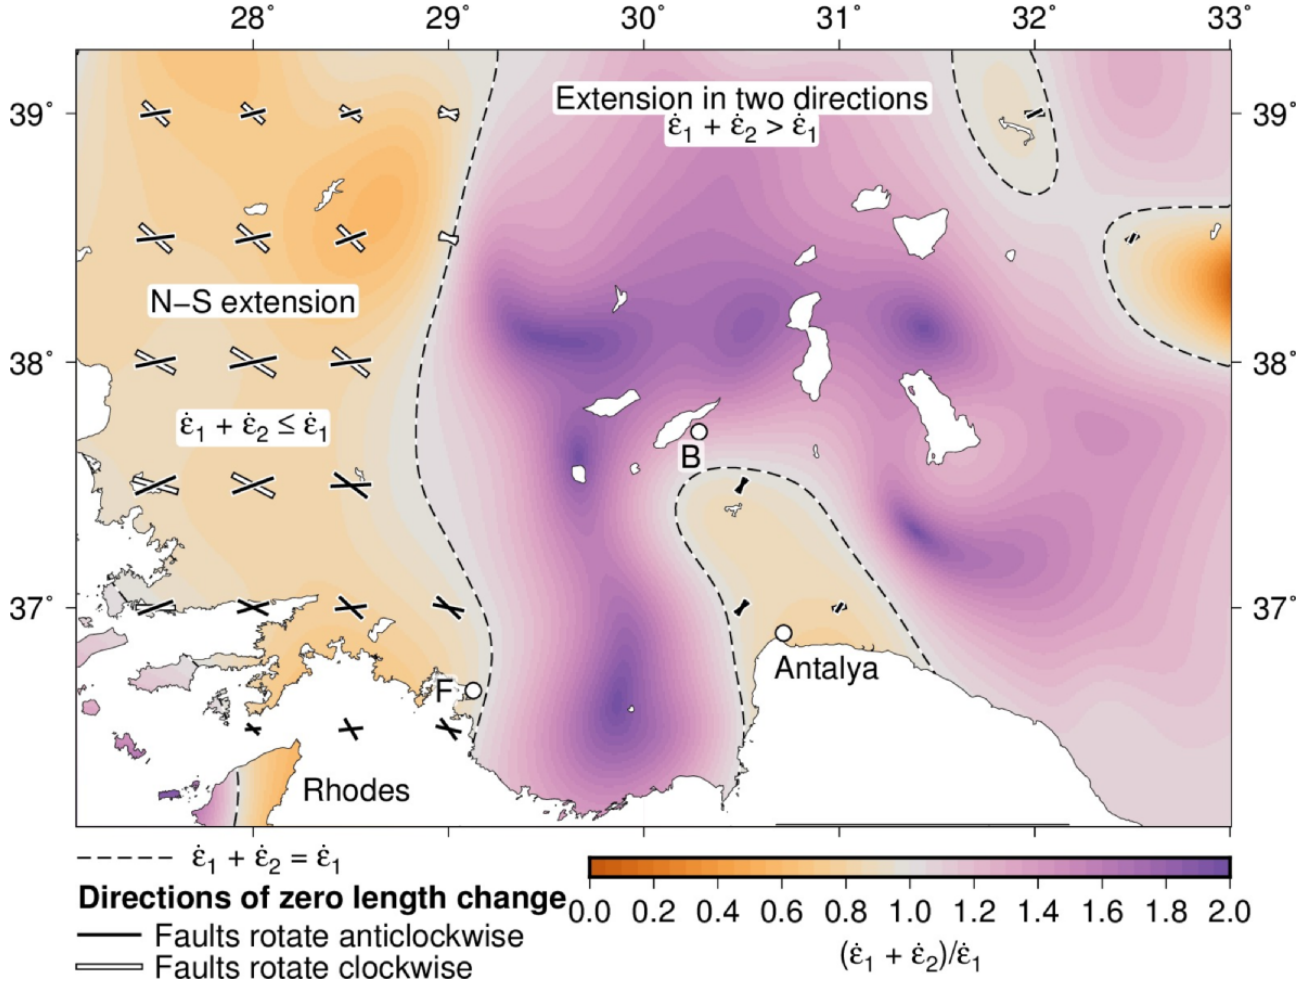 28° 29° 30° 31° 32° 33°
39° 39°
Extension in two directions
ε̇₁ + ε̇₂ > ε̇₁
N–S extension
38° 38°
ε̇₁ + ε̇₂ ≤ ε̇₁
B
37° 37°
Antalya
F
Rhodes
ε̇₁ + ε̇₂ = ε̇₁
Directions of zero length change
Faults rotate anticlockwise
Faults rotate clockwise
0.0 0.2 0.4 0.6 0.8 1.0 1.2 1.4 1.6 1.8 2.0
(ε̇₁ + ε̇₂)/ε̇₁